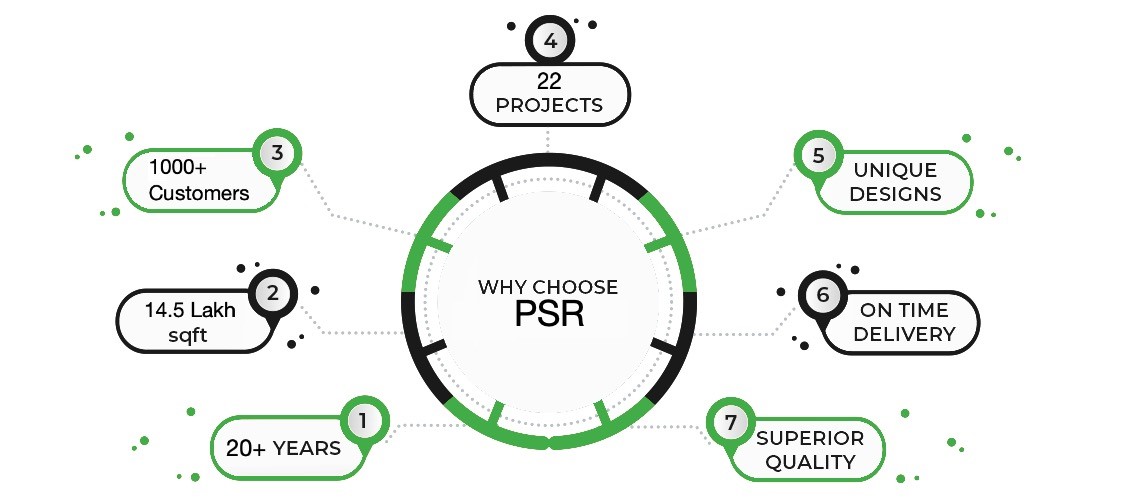 4
22
PROJECTS
3
1000+
Customers
5
UNIQUE
DESIGNS
2
14.5 Lakh
sqft
WHY CHOOSE
PSR
6
ON TIME
DELIVERY
1
20+ YEARS
7
SUPERIOR
QUALITY